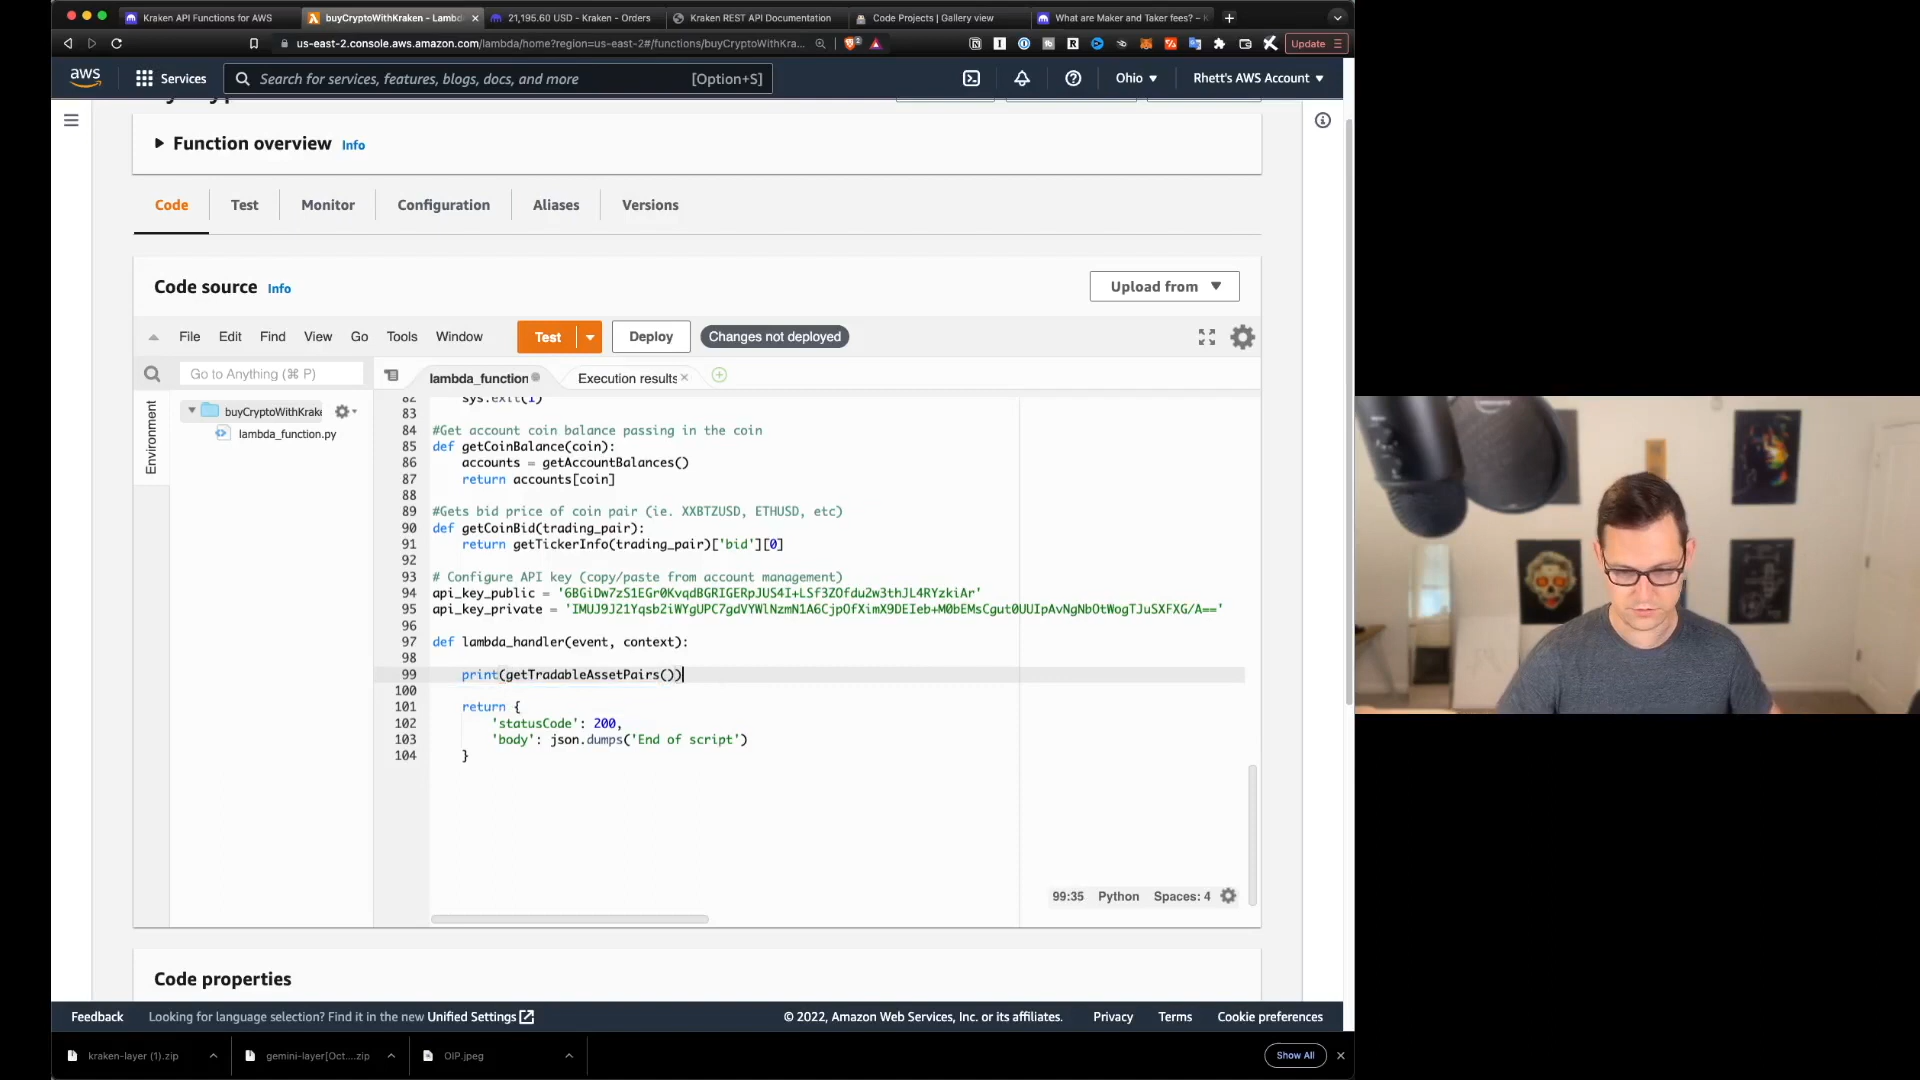 Kraken API Functions for AWS
buyCryptoWithKraken - Lambd
21,195.60 USD - Kraken - Orders
Kraken REST API Documentation
Code Projects | Gallery view
What are Maker and Taker fees? – K
us-east-2.console.aws.amazon.com/lambda/home?region=us-east-2#/functions/buyCryptoWithKra...
Update
aws
Services
Search for services, features, blogs, docs, and more
[Option+S]
Ohio
Rhett's AWS Account
Function overview
Info
Code
Test
Monitor
Configuration
Aliases
Versions
Code source
Info
Upload from
File
Edit
Find
View
Go
Tools
Window
Test
Deploy
Changes not deployed
Go to Anything (⌘ P)
lambda_function
Execution results
Environment
buyCryptoWithKrake
lambda_function.py
82 sys.exit(1)
83
84 #Get account coin balance passing in the coin
85 def getCoinBalance(coin):
86 accounts = getAccountBalances()
87 return accounts[coin]
88
89 #Gets bid price of coin pair (ie. XXBTZUSD, ETHUSD, etc)
90 def getCoinBid(trading_pair):
91 return getTickerInfo(trading_pair)['bid'][0]
92
93 # Configure API key (copy/paste from account management)
94 api_key_public = '6BGiDw7zS1EGr0KvqdBGRIGERpJUS4I+LSf3ZOfdu2w3thJL4RYzkiAr'
95 api_key_private = 'IMUJ9J21Yqsb2iWYgUPC7gdVYWlNzmN1A6CjpOfXimX9DEIeb+M0bEMsCgut0UUIpAvNgNbOtWogTJuSXFXG/A=='
96
97 def lambda_handler(event, context):
98
99 print(getTradableAssetPairs())
100
101 return {
102 'statusCode': 200,
103 'body': json.dumps('End of script')
104 }
99:35
Python
Spaces: 4
Code properties
Feedback
Looking for language selection? Find it in the new Unified Settings
© 2022, Amazon Web Services, Inc. or its affiliates.
Privacy
Terms
Cookie preferences
kraken-layer (1).zip
gemini-layer[Oct....zip
OIP.jpeg
Show All